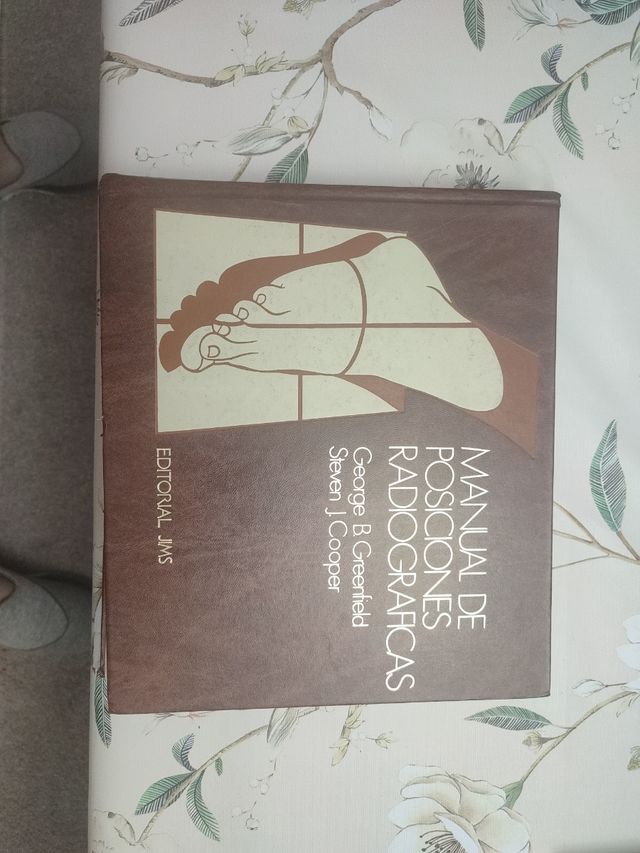 MANUAL DE
POSICIONES
RADIOGRAFICAS
George B. Greenfield
Steven J. Cooper
EDITORIAL JIMS